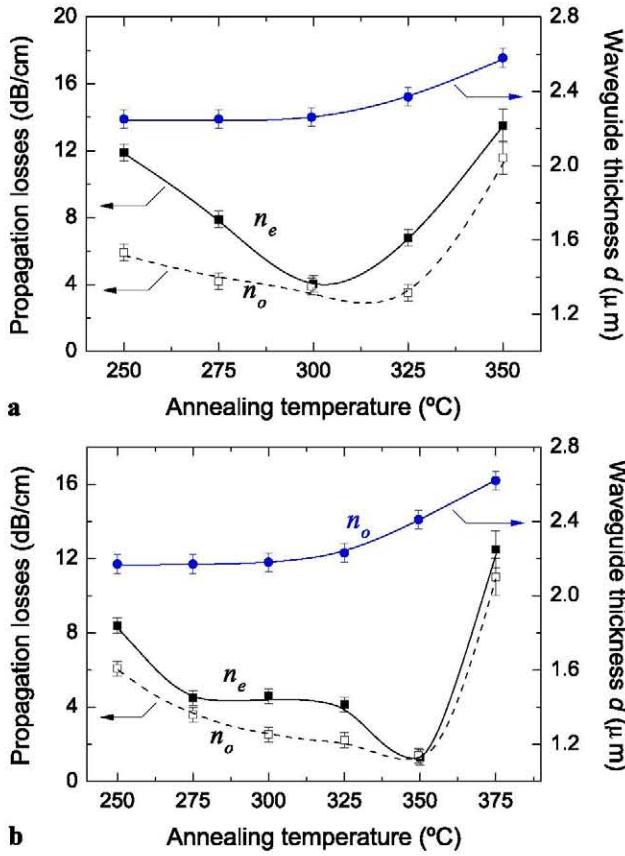 20
16
12
8
4
0
2.8
2.4
2.0
1.6
1.2
Propagation losses (dB/cm)
Waveguide thickness d (μm)
n_e
n_o
250 275 300 325 350
Annealing temperature (ºC)
a
16
12
8
4
0
2.8
2.4
2.0
1.6
1.2
Propagation losses (dB/cm)
Waveguide thickness d (μm)
n_o
n_e
n_o
250 275 300 325 350 375
Annealing temperature (ºC)
b